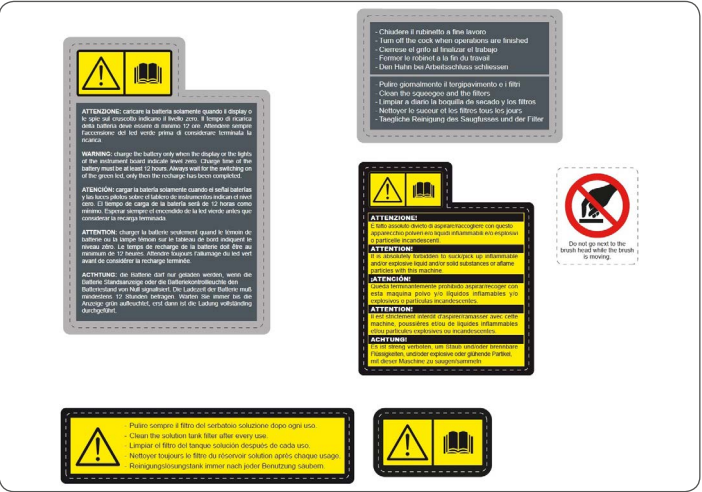 ATTENZIONE: caricare la batteria solamente quando il display o
le spie sul cruscotto indicano il livello zero. Il tempo di ricarica
della batteria deve essere di minimo 12 ore. Attendere sempre
l'accensione del led verde prima di considerare terminata la
ricarica
WARNING: charge the battery only when the display or the lights
of the instrument board indicate level zero. Charge time of the
battery must be at least 12 hours. Always wait for the switching on
of the green led, only then the recharge has been completed.
ATENCIÓN: cargar la batería solamente cuando el señal baterías
y las luces pilotos sobre el tablero de instrumentos indican el nivel
cero. El tiempo de carga de la batería será de 12 horas como
mínimo. Esperar siempre el encendido de la led verde antes que
considerar la recarga terminada.
ATTENTION: charger la batterie seulement quand le témoin de
batterie ou la lampe témoin sur le tableau de bord indiquent le
niveau zéro. Le temps de recharge de la batterie doit être au
minimum de 12 heures. Attendre toujours l'allumage du led vert
avant de considérer la recharge terminée.
ACHTUNG: die Batterie darf nur geladen werden, wenn die
Batterie Standanzeige oder die Batteriekontrolleuchte den
Batteriestand von Null signalisiert. Die Ladezeit der Batterie muß
mindestens 12 Stunden betragen. Warten Sie immer bis die
Anzeige grün aufleuchtet, erst dann ist die Ladung vollständing
durchgeführt.
- Chiudere il rubinetto a fine lavoro
- Turn off the cock when operations are finished
- Cierrese el grifo al finalizar el trabajo
- Former le robinet a la fin du travail
- Den Hahn bei Arbeitsschluss schliessen
- Pulire giornalmente il torgipavimento e i filtri
- Clean the squeegee and the filters
- Limpiar a diario la boquilla de secado y los filtros
- Nettoyer le suceur et les filtres tous les jours
- Taegliche Reinigung des Saugfusses und der Filter
ATTENZIONE!
È fatto assoluto divieto di aspirare/raccogliere con questo
apparecchio polveri e/o liquidi infiammabili e/o esplosivi
o particelle incandescenti.
ATTENTION!
It is absolutely forbidden to suck/pick up inflammable
and/or explosive liquid and/or solid substances or aflame
particles with this machine.
¡ATENCIÓN!
Queda terminantemente prohibido aspirar/recoger con
esta maquina polvo y/o líquidos inflamables y/o
explosivos o partículas incandescentes.
ATTENTION!
Il est strictement interdit d'aspirer/ramasser avec cette
machine, poussières et/ou de liquides inflammables
et/ou particules explosives ou incandescentes.
ACHTUNG!
Es ist streng verboten, um Staub und/oder brennbare
Flüssigkeiten, und/oder explosive oder glühende Partikel,
mit dieser Muschine zu saugen/sammeln
Do not go next to the
brush head while the brush
is moving.
- Pulire sempre il filtro del serbatoio soluzione dopo ogni uso.
- Clean the solution tank filter after every use.
- Limpiar el filtro del tanque solución después de cada uso.
- Nettoyer toujours le filtre du réservoir solution après chaque usage.
- Reinigungslösungstank immer nach jeder Benutzung saubern.